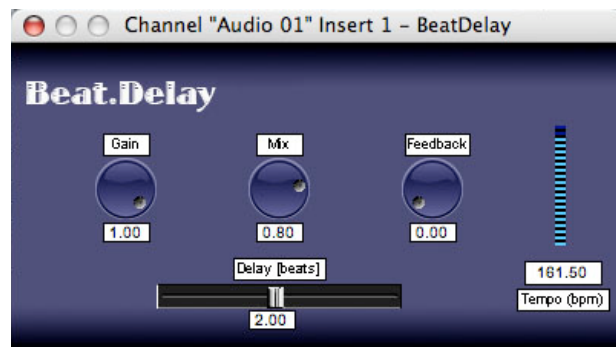 Channel "Audio 01" Insert 1 – BeatDelay
Beat.Delay
Gain
Mix
Feedback
1.00
0.80
0.00
Delay [beats]
2.00
161.50
Tempo (bpm)